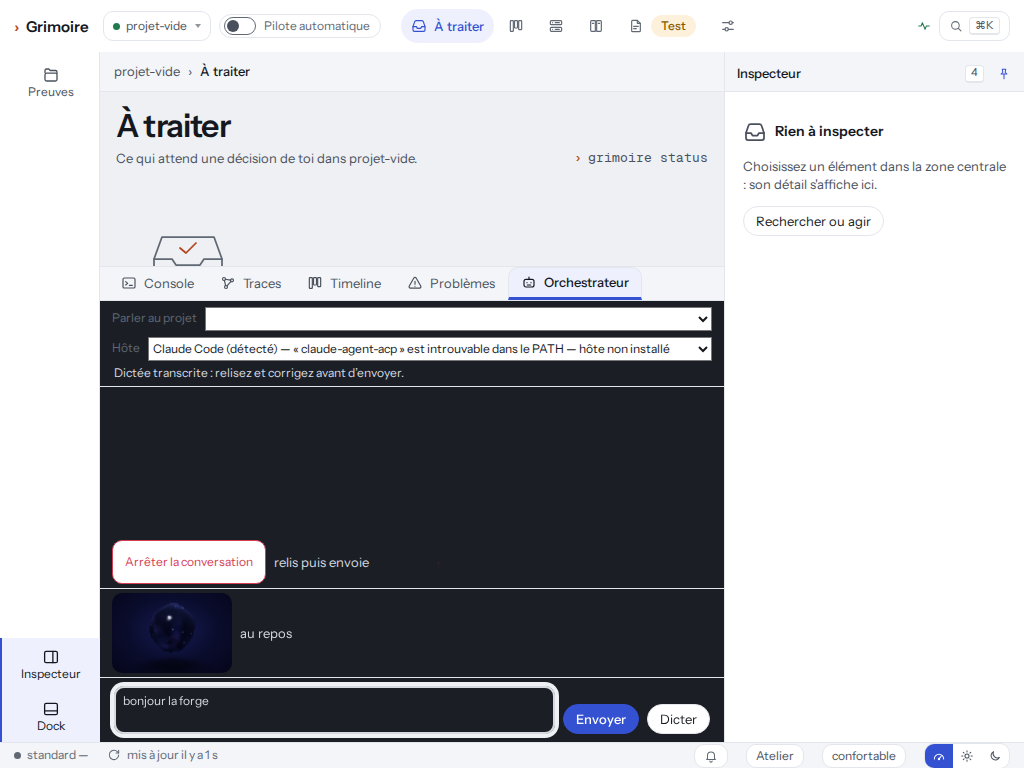 › Grimoire
projet-vide
Pilote automatique
À traiter
Test
⌘K
Preuves
projet-vide › À traiter
À traiter
Ce qui attend une décision de toi dans projet-vide.
› grimoire status
Console
Traces
Timeline
Problèmes
Orchestrateur
Parler au projet
Hôte
Claude Code (détecté) — « claude-agent-acp » est introuvable dans le PATH — hôte non installé
Dictée transcrite : relisez et corrigez avant d'envoyer.
Arrêter la conversation
relis puis envoie
au repos
bonjour la forge
Envoyer
Dicter
Inspecteur
4
Rien à inspecter
Choisissez un élément dans la zone centrale
: son détail s'affiche ici.
Rechercher ou agir
Inspecteur
Dock
standard —
mis à jour il y a 1 s
Atelier
confortable